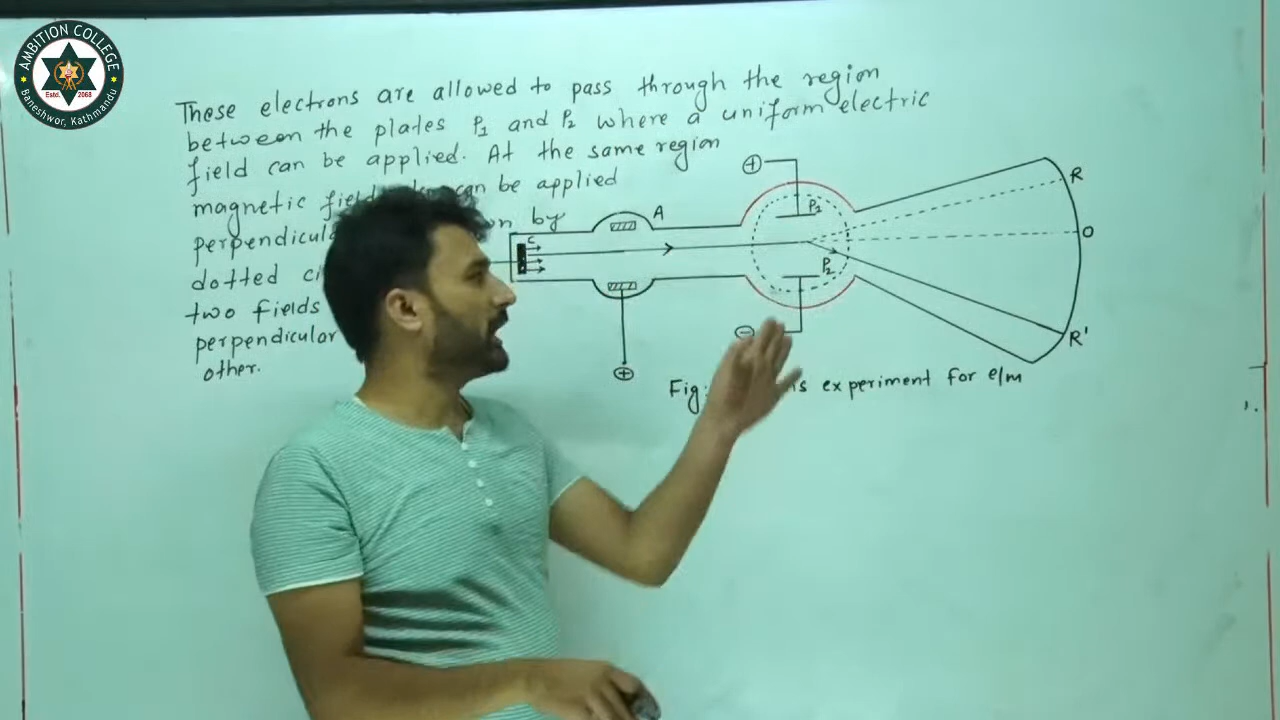 AMBITION COLLEGE
Estd. 2068
Baneshwor, Kathmandu
These electrons are allowed to pass through the region
between the plates P1 and P2 where a uniform electric
field can be applied. At the same region
magnetic can be applied
by
dotted
two fields
perpendicular
other.
C
A
P1
P2
R
O
R'
Fig: experiment for e/m